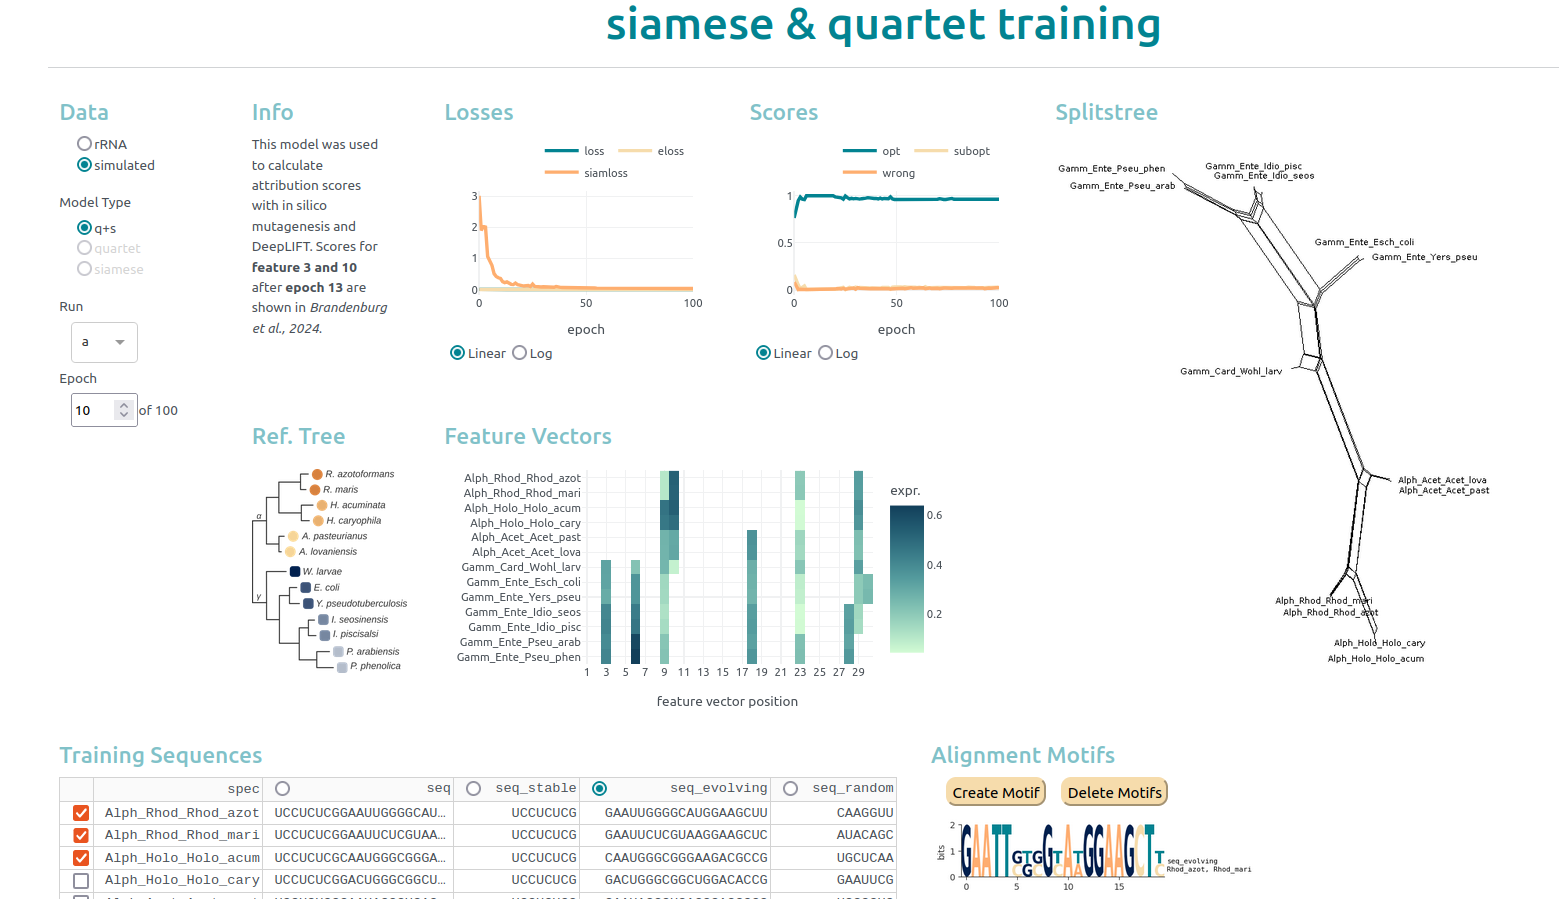 siamese & quartet training
Data
rRNA
simulated
Model Type
q+s
quartet
siamese
Run
a
Epoch
10 of 100
Info
This model was used
to calculate
attribution scores
with in silico
mutagenesis and
DeepLIFT. Scores for
feature 3 and 10
after epoch 13 are
shown in Brandenburg
et al., 2024.
Losses
loss eloss
siamloss
3
2
1
0
0 50 100
epoch
Linear Log
Scores
opt subopt
wrong
1
0.5
0
0 50 100
epoch
Linear Log
Splitstree
Gamm_Ente_Pseu_phen
Gamm_Ente_Idio_pisc
Gamm_Ente_Idio_seos
Gamm_Ente_Pseu_arab
Gamm_Ente_Esch_coli
Gamm_Ente_Yers_pseu
Gamm_Card_Wohl_larv
Alph_Acet_Acet_lova
Alph_Acet_Acet_past
Alph_Rhod_Rhod_mari
Alph_Rhod_Rhod_azot
Alph_Holo_Holo_cary
Alph_Holo_Holo_acum
Ref. Tree
R. azotoformans
R. maris
H. acuminata
H. caryophila
α
A. pasteurianus
A. lovaniensis
W. larvae
E. coli
γ
Y. pseudotuberculosis
I. seosinensis
I. piscisalsi
P. arabiensis
P. phenolica
Feature Vectors
Alph_Rhod_Rhod_azot
Alph_Rhod_Rhod_mari
Alph_Holo_Holo_acum
Alph_Holo_Holo_cary
Alph_Acet_Acet_past
Alph_Acet_Acet_lova
Gamm_Card_Wohl_larv
Gamm_Ente_Esch_coli
Gamm_Ente_Yers_pseu
Gamm_Ente_Idio_seos
Gamm_Ente_Idio_pisc
Gamm_Ente_Pseu_arab
Gamm_Ente_Pseu_phen
1 3 5 7 9 11 13 15 17 19 21 23 25 27 29
feature vector position
expr.
0.6
0.4
0.2
Training Sequences
spec seq seq_stable seq_evolving seq_random
Alph_Rhod_Rhod_azot UCCUCUCGGAAUUGGGGCAU… UCCUCUCG GAAUUGGGGCAUGGAAGCUU CAAGGUU
Alph_Rhod_Rhod_mari UCCUCUCGGAAUUCUCGUAA… UCCUCUCG GAAUUCUCGUAAGGAAGCUC AUACAGC
Alph_Holo_Holo_acum UCCUCUCGCAAUGGGCGGGA… UCCUCUCG CAAUGGGCGGGAAGACGCCG UGCUCAA
Alph_Holo_Holo_cary UCCUCUCGGACUGGGCGGCU… UCCUCUCG GACUGGGCGGCUGGACACCG GAAUUCG
Alignment Motifs
Create Motif Delete Motifs
2
1
0
bits
0 5 10 15
seq_evolving
Rhod_azot, Rhod_mari